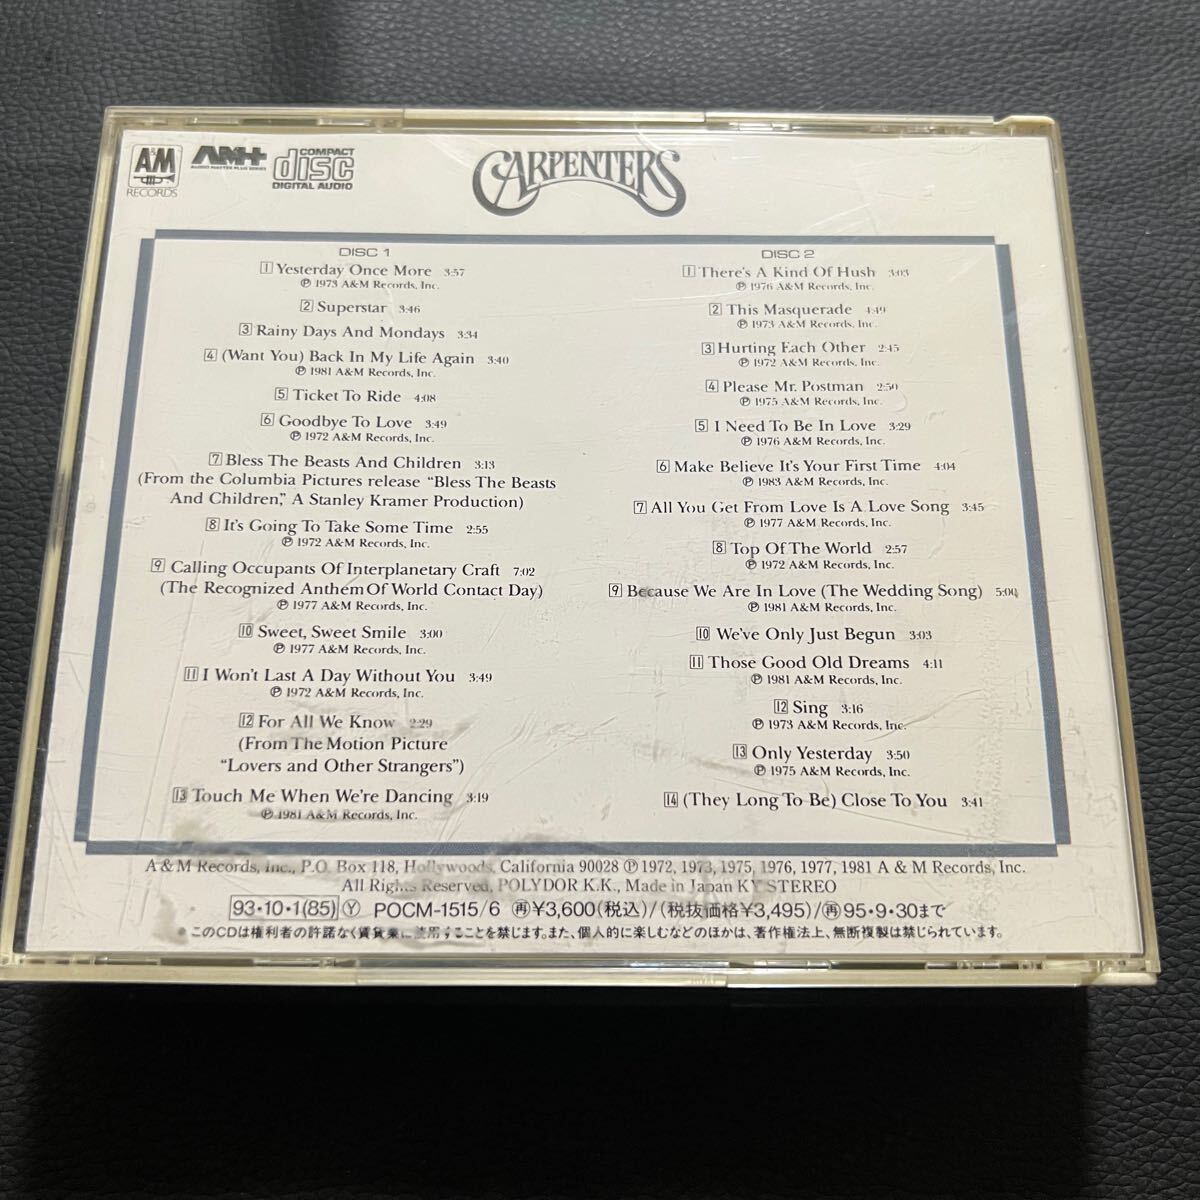 A&M
RECORDS
AMH+
AUDIO MASTER PLUS SERIES
COMPACT
disc
DIGITAL AUDIO
CARPENTERS
DISC 1
1 Yesterday Once More 3:57
Ⓟ 1973 A&M Records, Inc.
2 Superstar 3:46
3 Rainy Days And Mondays 3:34
4 (Want You) Back In My Life Again 3:40
Ⓟ 1981 A&M Records, Inc.
5 Ticket To Ride 4:08
6 Goodbye To Love 3:49
Ⓟ 1972 A&M Records, Inc.
7 Bless The Beasts And Children 3:13
(From the Columbia Pictures release "Bless The Beasts
And Children," A Stanley Kramer Production)
8 It's Going To Take Some Time 2:55
Ⓟ 1972 A&M Records, Inc.
9 Calling Occupants Of Interplanetary Craft 7:02
(The Recognized Anthem Of World Contact Day)
Ⓟ 1977 A&M Records, Inc.
10 Sweet, Sweet Smile 3:00
Ⓟ 1977 A&M Records, Inc.
11 I Won't Last A Day Without You 3:49
Ⓟ 1972 A&M Records, Inc.
12 For All We Know 2:29
(From The Motion Picture
"Lovers and Other Strangers")
13 Touch Me When We're Dancing 3:19
Ⓟ 1981 A&M Records, Inc.
DISC 2
1 There's A Kind Of Hush 3:03
Ⓟ 1976 A&M Records, Inc.
2 This Masquerade 4:49
Ⓟ 1973 A&M Records, Inc.
3 Hurting Each Other 2:45
Ⓟ 1972 A&M Records, Inc.
4 Please Mr. Postman 2:50
Ⓟ 1975 A&M Records, Inc.
5 I Need To Be In Love 3:29
Ⓟ 1976 A&M Records, Inc.
6 Make Believe It's Your First Time 4:04
Ⓟ 1983 A&M Records, Inc.
7 All You Get From Love Is A Love Song 3:45
Ⓟ 1977 A&M Records, Inc.
8 Top Of The World 2:57
Ⓟ 1972 A&M Records, Inc.
9 Because We Are In Love (The Wedding Song) 5:00
Ⓟ 1981 A&M Records, Inc.
10 We've Only Just Begun 3:03
11 Those Good Old Dreams 4:11
Ⓟ 1981 A&M Records, Inc.
12 Sing 3:16
Ⓟ 1973 A&M Records, Inc.
13 Only Yesterday 3:50
Ⓟ 1975 A&M Records, Inc.
14 (They Long To Be) Close To You 3:41
A & M Records, Inc., P.O. Box 118, Hollywoods, California 90028 Ⓟ 1972, 1973, 1975, 1976, 1977, 1981 A & M Records, Inc.
All Rights Reserved, POLYDOR K.K., Made in Japan KY STEREO
93・10・1(85) Ⓨ POCM-1515/6 ㊢¥3,600(税込)/(税抜価格¥3,495)/㊢95・9・30まで
● このCDは権利者の許諾なく賃貸業に使用することを禁じます。また、個人的に楽しむなどのほかは、著作権法上、無断複製は禁じられています。